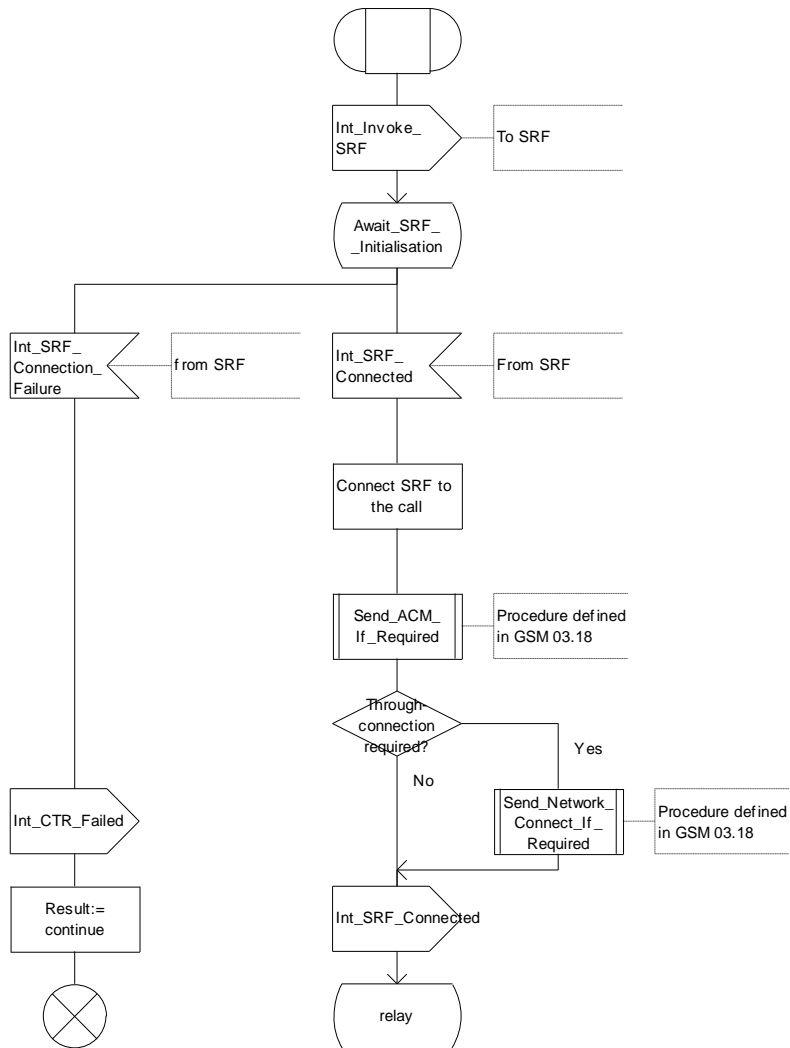 Int_Invoke_
SRF
To SRF
Await_SRF_
_Initialisation
Int_SRF_
Connection_
Failure
from SRF
Int_SRF_
Connected
From SRF
Connect SRF to
the call
Send_ACM_
If_Required
Procedure defined
in GSM 03.18
Through-
connection
required?
Yes
No
Int_CTR_Failed
Send_Network_
Connect_If_
Required
Procedure defined
in GSM 03.18
Result:=
continue
Int_SRF_Connected
relay